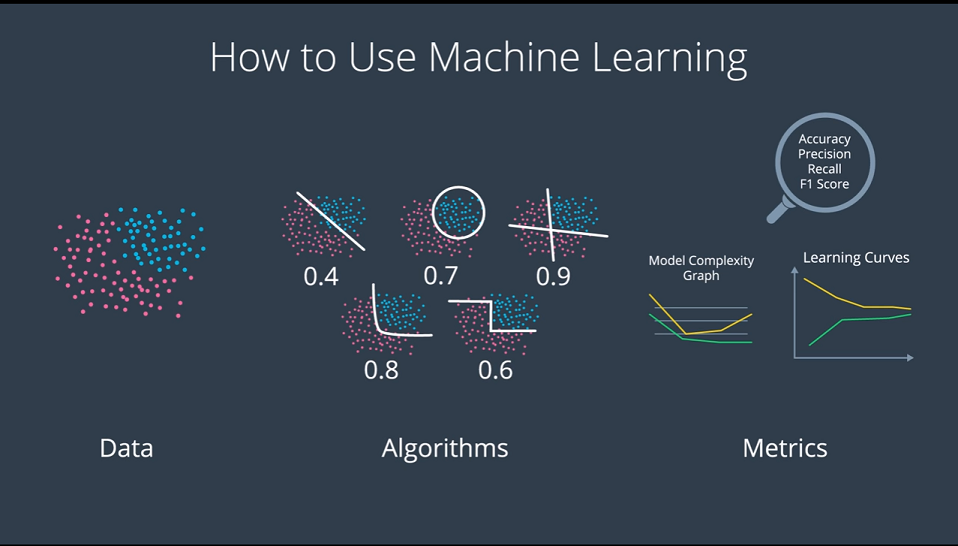 How to Use Machine Learning
Accuracy
Precision
Recall
F1 Score
0.4
0.7
0.9
0.8
0.6
Model Complexity
Graph
Learning Curves
Data
Algorithms
Metrics